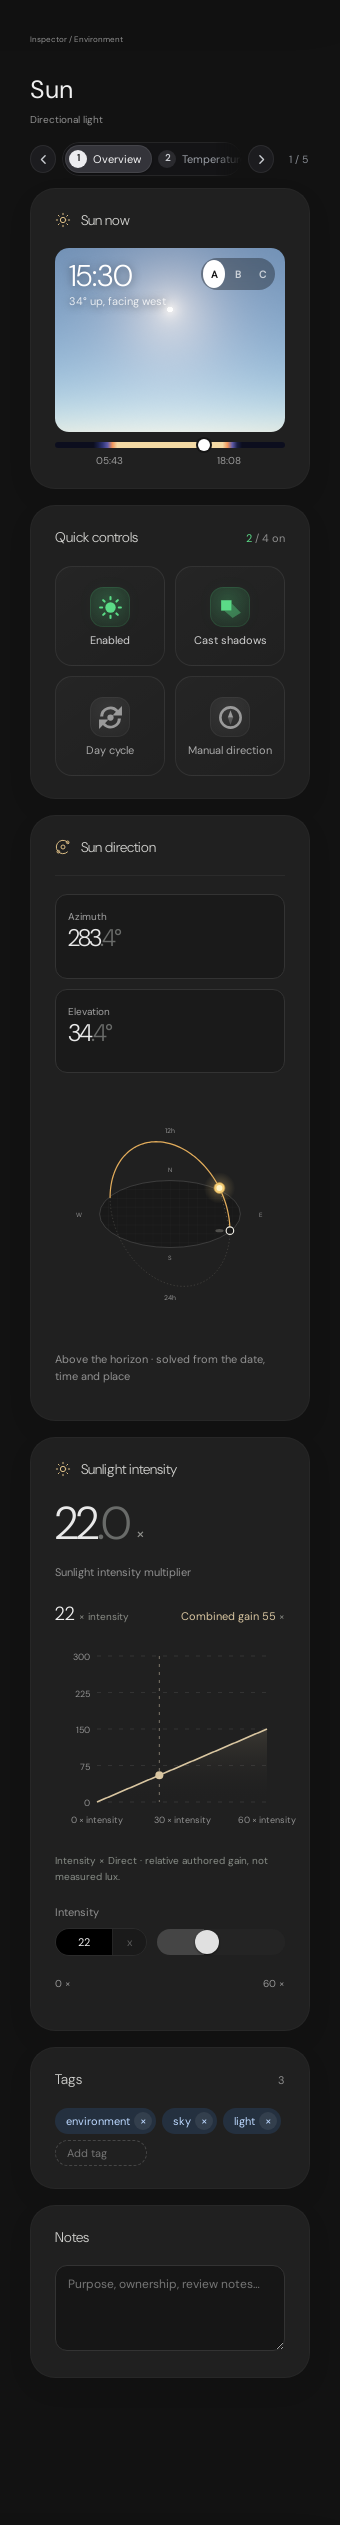 Inspector / Environment
Sun
Directional light
1 Overview 2 Temperatur 1 / 5
Sun now
15:30 A B C
34° up, facing west
05:43 18:08
Quick controls 2 / 4 on
Enabled Cast shadows
Day cycle Manual direction
Sun direction
Azimuth
283.4°
Elevation
34.4°
12h
N
W E
S
24h
Above the horizon · solved from the date,
time and place
Sunlight intensity
22.0 ×
Sunlight intensity multiplier
22 × intensity Combined gain 55 ×
300
225
150
75
0
0 × intensity 30 × intensity 60 × intensity
Intensity × Direct · relative authored gain, not
measured lux.
Intensity
22 x
0 × 60 ×
Tags 3
environment × sky × light ×
Add tag
Notes
Purpose, ownership, review notes...